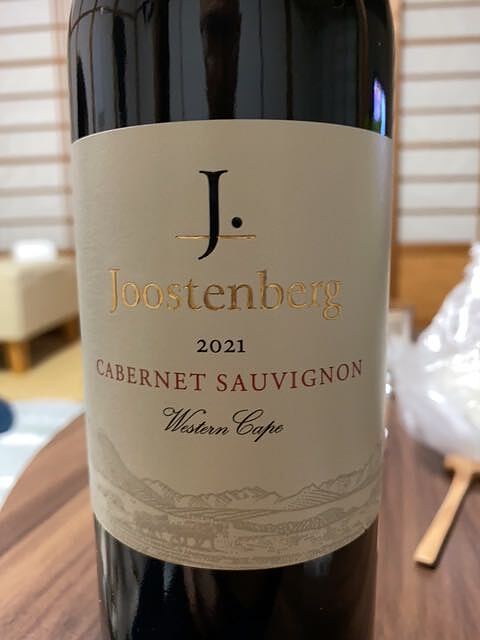 J.
Joostenberg
2021
CABERNET SAUVIGNON
Western Cape